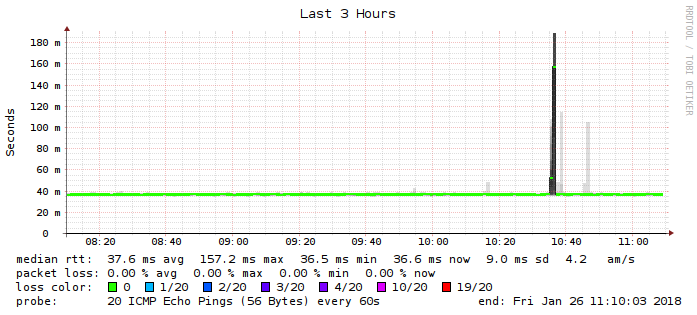 Last 3 Hours
RRDTOOL / TOBI OETIKER
Seconds
180 m
160 m
140 m
120 m
100 m
80 m
60 m
40 m
20 m
0
08:20 08:40 09:00 09:20 09:40 10:00 10:20 10:40 11:00
median rtt: 37.6 ms avg 157.2 ms max 36.5 ms min 36.6 ms now 9.0 ms sd 4.2 am/s
packet loss: 0.00 % avg 0.00 % max 0.00 % min 0.00 % now
loss color: 0 1/20 2/20 3/20 4/20 10/20 19/20
probe: 20 ICMP Echo Pings (56 Bytes) every 60s end: Fri Jan 26 11:10:03 2018